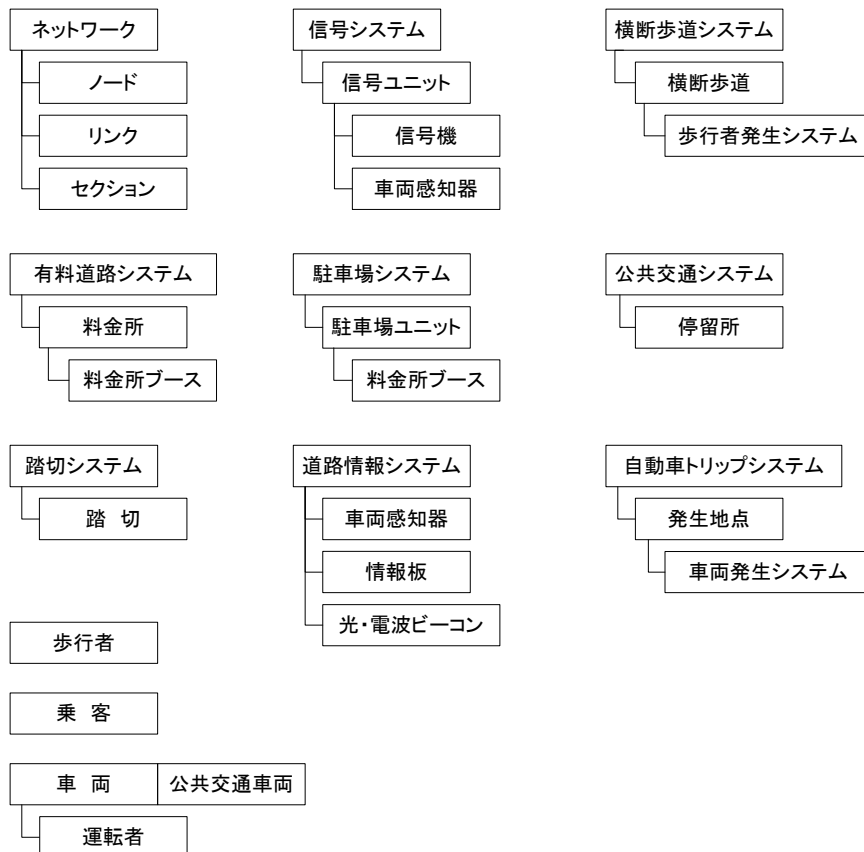 ネットワーク
ノード
リンク
セクション
信号システム
信号ユニット
信号機
車両感知器
横断歩道システム
横断歩道
歩行者発生システム
有料道路システム
料金所
料金所ブース
駐車場システム
駐車場ユニット
料金所ブース
公共交通システム
停留所
踏切システム
踏 切
道路情報システム
車両感知器
情報板
光・電波ビーコン
自動車トリップシステム
発生地点
車両発生システム
歩行者
乗 客
車 両
公共交通車両
運転者